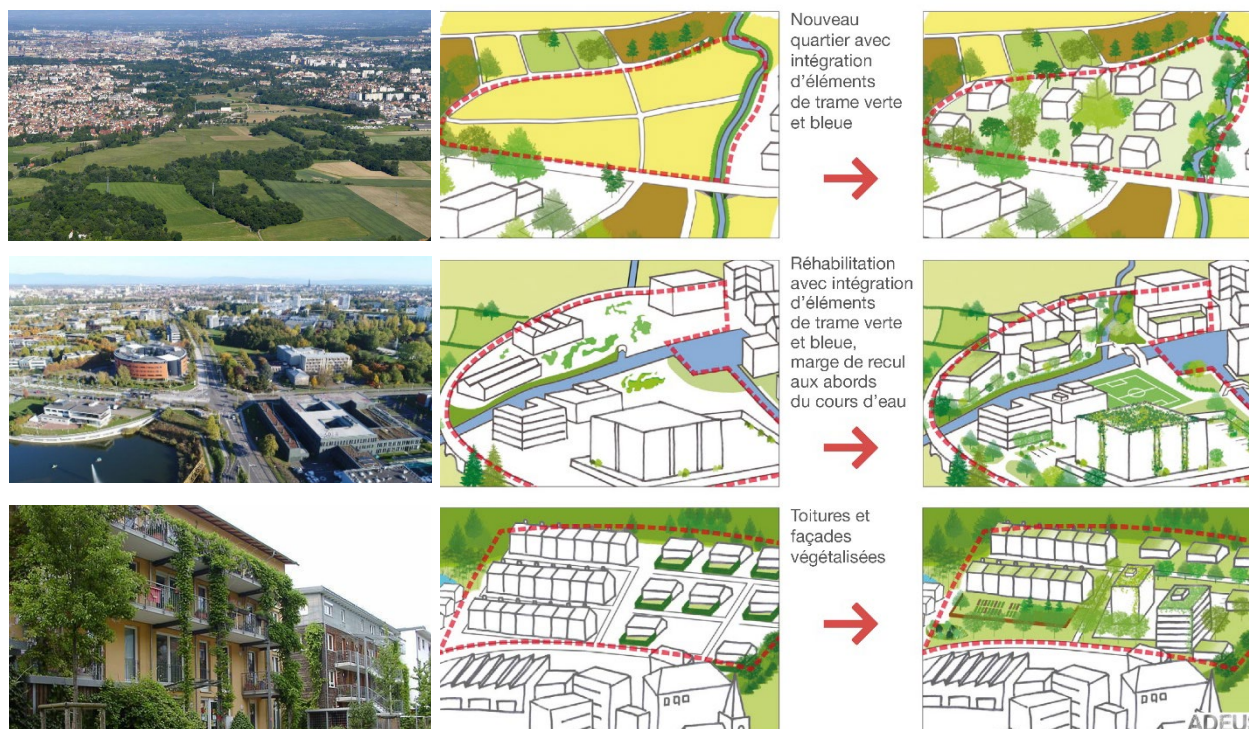 Nouveau
quartier avec
intégration
d'éléments
de trame verte
et bleue
Réhabilitation
avec intégration
d'éléments
de trame verte
et bleue,
marge de recul
aux abords
du cours d'eau
Toitures et
façades
végétalisées
ADEUS